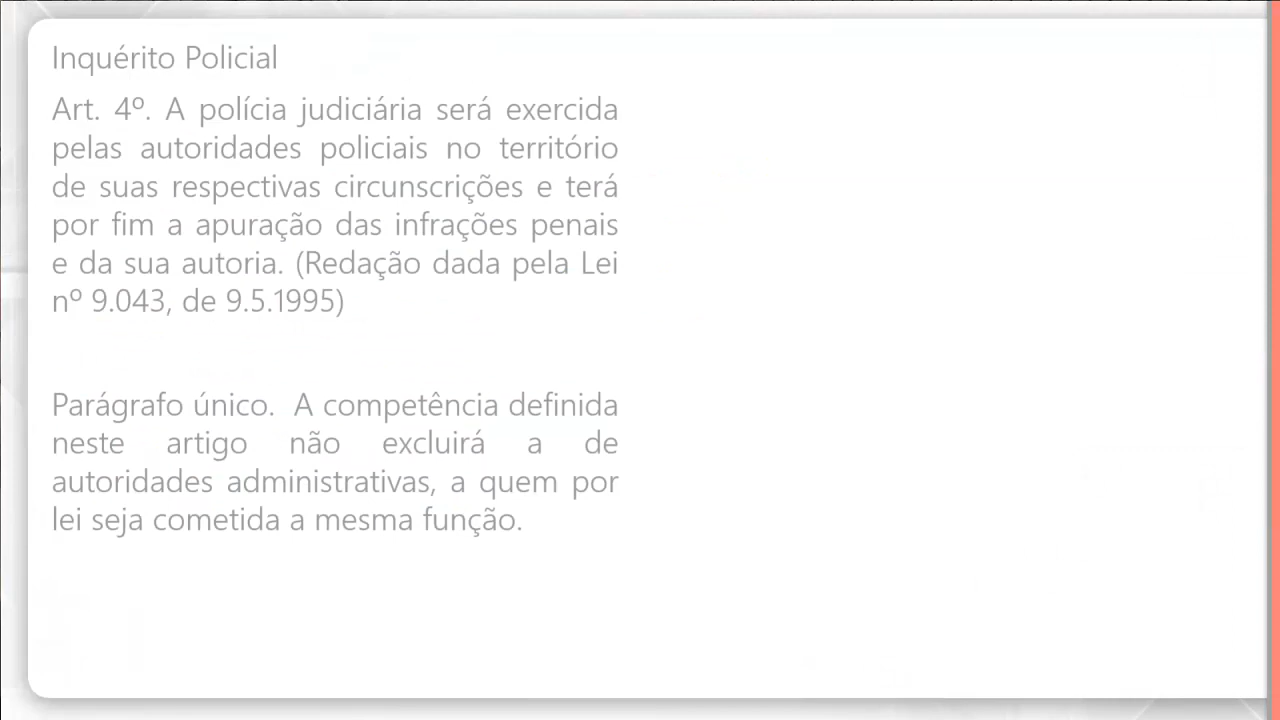 Inquérito Policial
Art. 4º. A polícia judiciária será exercida
pelas autoridades policiais no território
de suas respectivas circunscrições e terá
por fim a apuração das infrações penais
e da sua autoria. (Redação dada pela Lei
nº 9.043, de 9.5.1995)
Parágrafo único. A competência definida
neste artigo não excluirá a de
autoridades administrativas, a quem por
lei seja cometida a mesma função.